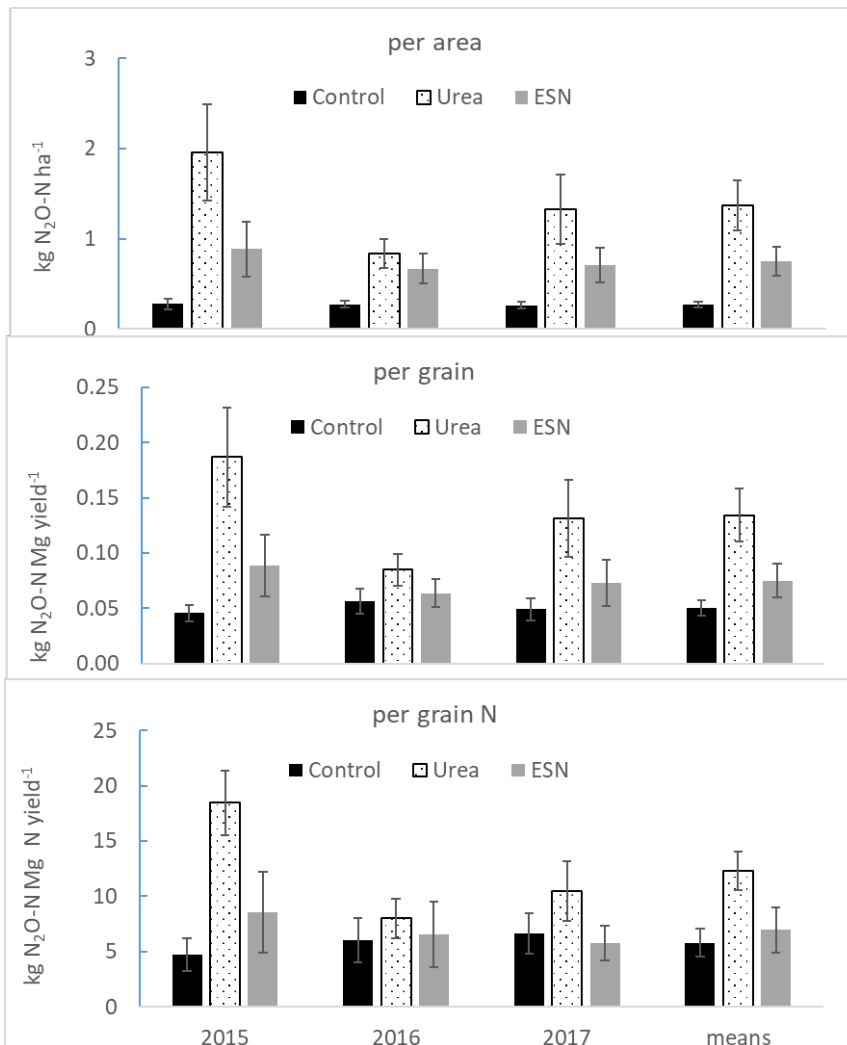 per area
3
2
1
0
kg N₂O-N ha⁻¹
Control Urea ESN
per grain
0.25
0.20
0.15
0.10
0.05
0.00
kg N₂O-N Mg yield⁻¹
Control Urea ESN
per grain N
25
20
15
10
5
0
kg N₂O-N Mg N yield⁻¹
Control Urea ESN
2015 2016 2017 means